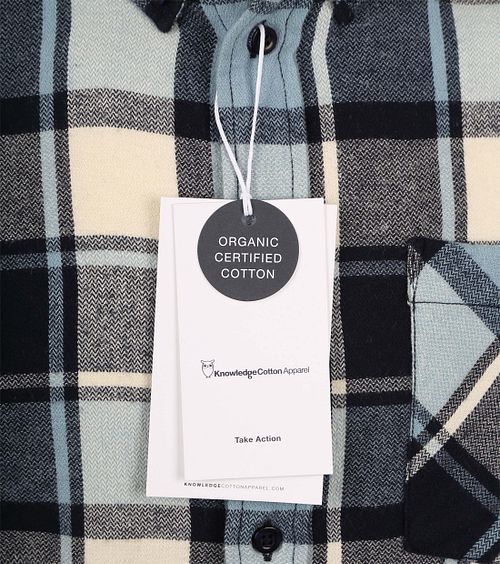 ORGANIC
CERTIFIED
COTTON
KnowledgeCotton Apparel
Take Action
KNOWLEDGECOTTONAPPAREL.COM